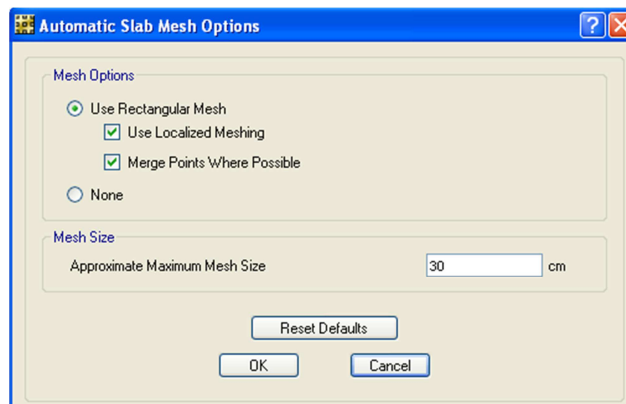 Automatic Slab Mesh Options
Mesh Options
Use Rectangular Mesh
Use Localized Meshing
Merge Points Where Possible
None
Mesh Size
Approximate Maximum Mesh Size 30 cm
Reset Defaults
OK Cancel